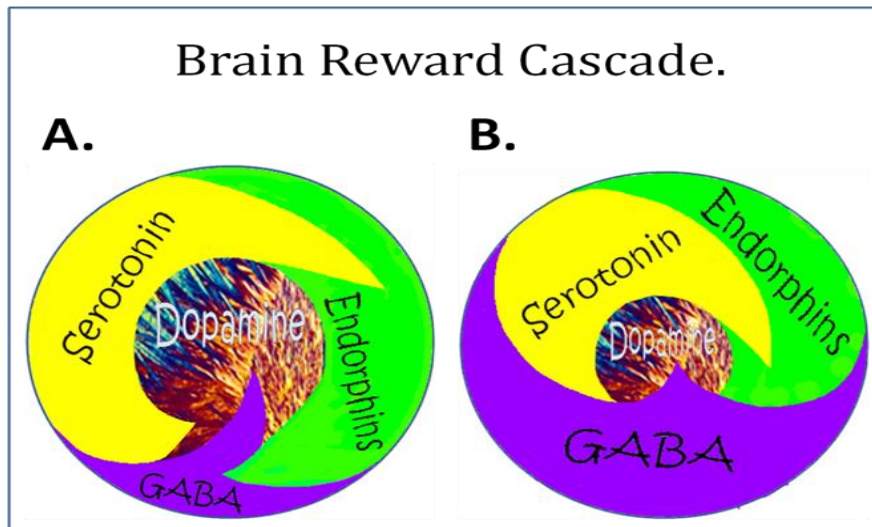 Brain Reward Cascade.
A.
B.
Serotonin
Dopamine
Endorphins
GABA
Serotonin
Endorphins
Dopamine
GABA